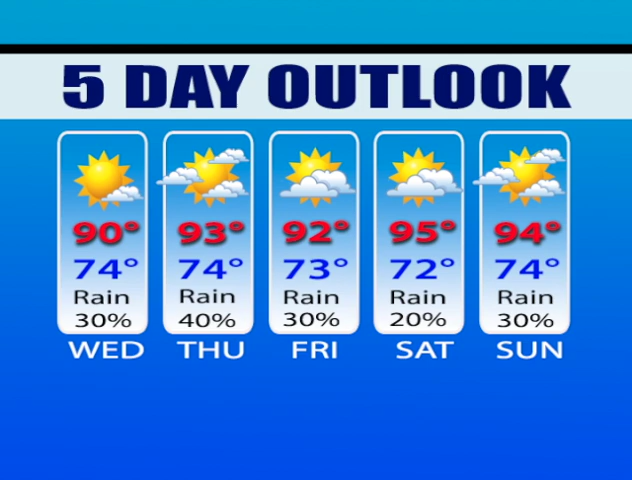 5 DAY OUTLOOK
90° 93° 92° 95° 94°
74° 74° 73° 72° 74°
Rain Rain Rain Rain Rain
30% 40% 30% 20% 30%
WED THU FRI SAT SUN